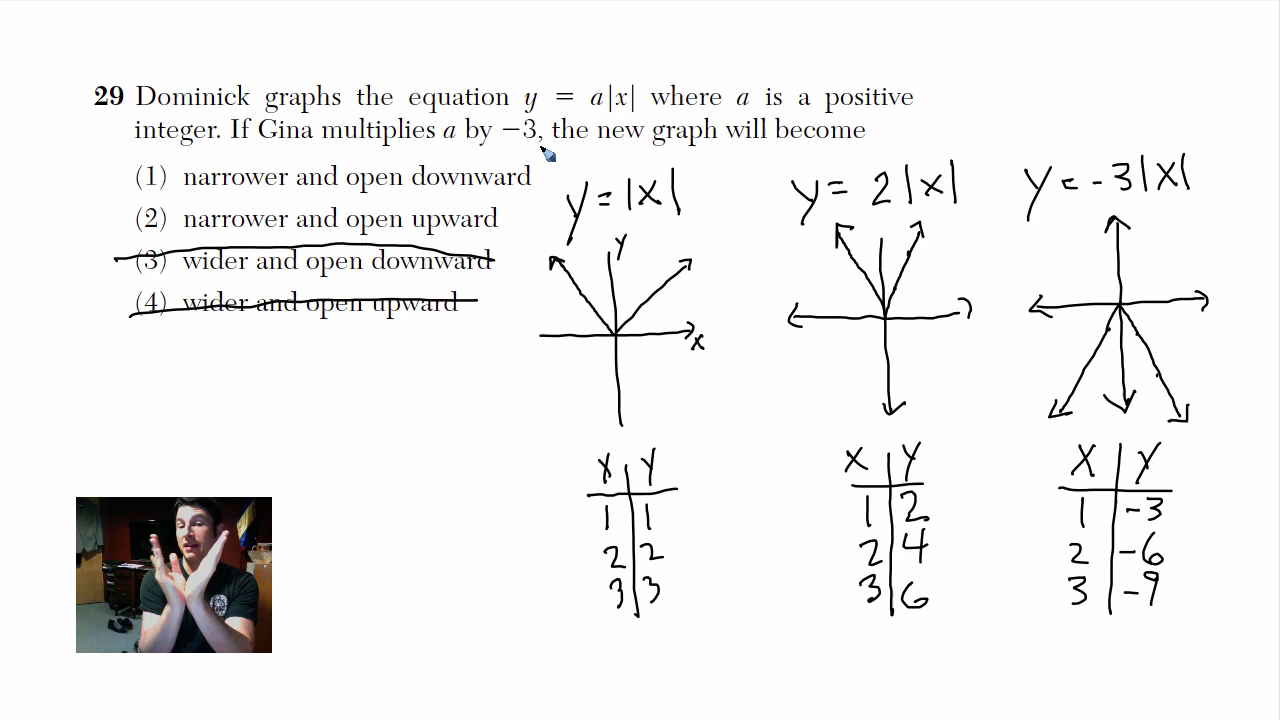 29 Dominick graphs the equation y = a|x| where a is a positive
integer. If Gina multiplies a by −3, the new graph will become
(1) narrower and open downward
(2) narrower and open upward
(3) wider and open downward
(4) wider and open upward
y = |x|
y
x
x y
1 1
2 2
3 3
y = 2|x|
x y
1 2
2 4
3 6
y = -3|x|
x y
1 -3
2 -6
3 -9